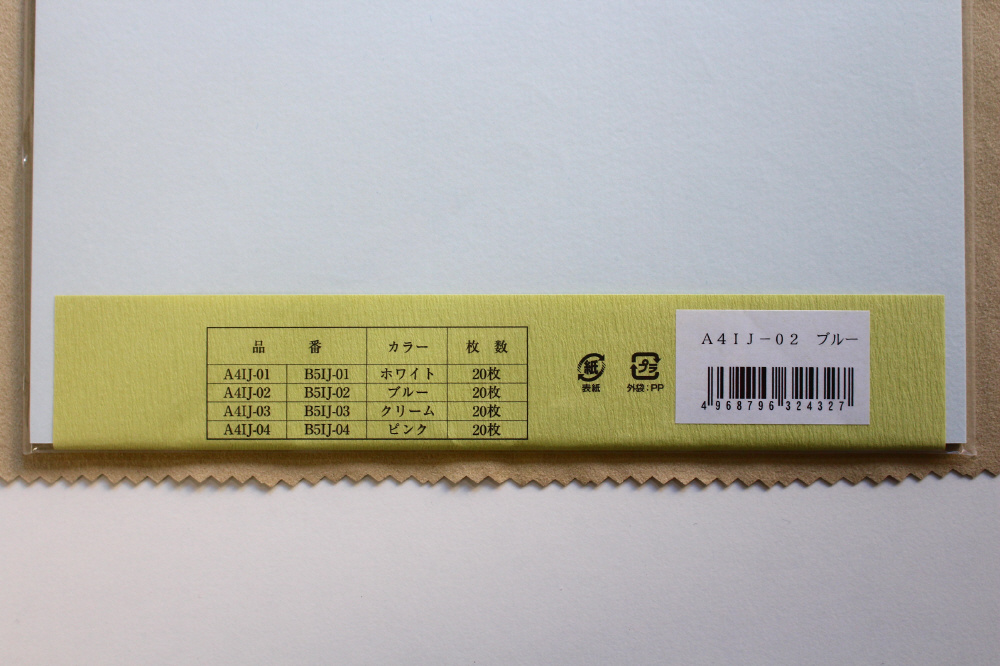 品 番 カラー 枚 数
A4IJ-01 B5IJ-01 ホワイト 20枚
A4IJ-02 B5IJ-02 ブルー 20枚
A4IJ-03 B5IJ-03 クリーム 20枚
A4IJ-04 B5IJ-04 ピンク 20枚
紙
表紙
プラ
外袋:PP
A4IJ-02 ブルー
4968796324327